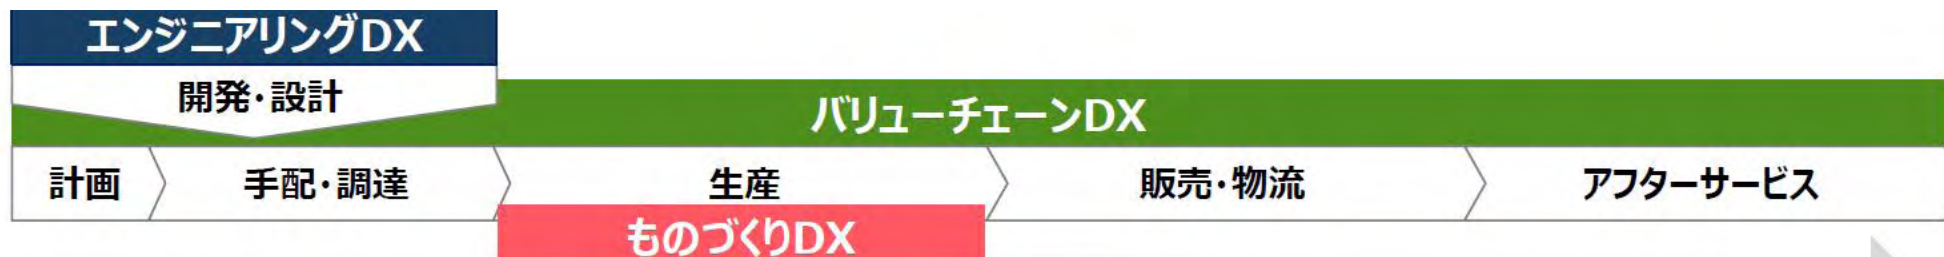 エンジニアリングDX
開発・設計
バリューチェーンDX
計画
手配・調達
生産
販売・物流
アフターサービス
ものづくりDX